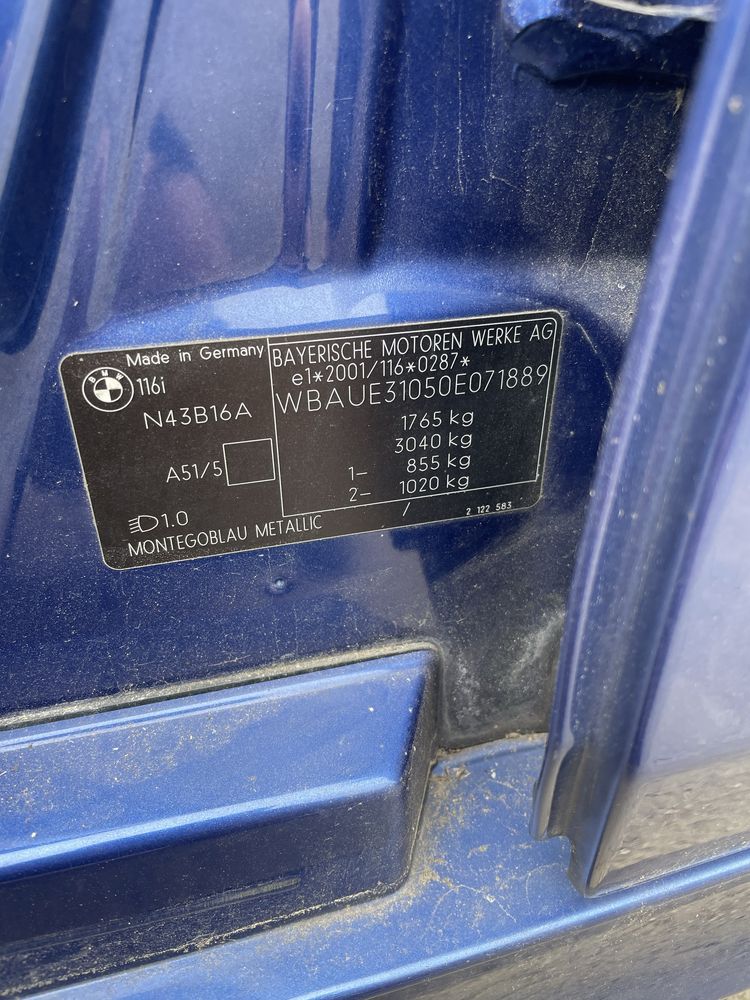 Made in Germany
BMW
116i
N43B16A
A51/5
1.0
MONTEGOBLAU METALLIC
BAYERISCHE MOTOREN WERKE AG
e1*2001/116*0287*
WBAUE31050E071889
1765 kg
3040 kg
1– 855 kg
2– 1020 kg
/ 2 122 583